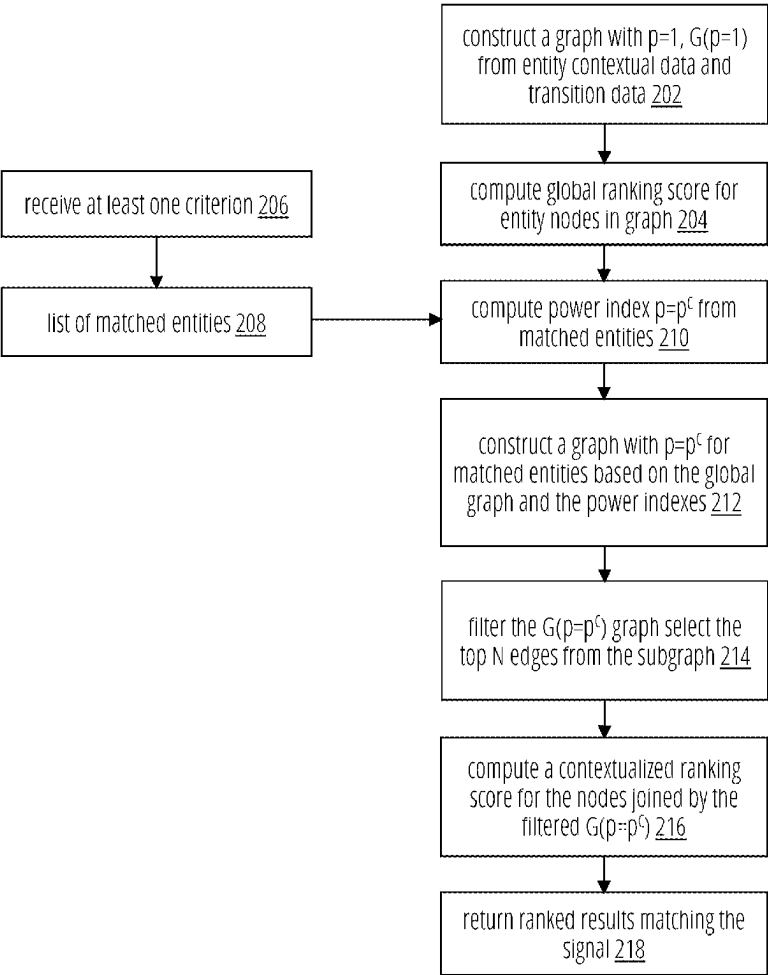 construct a graph with p=1, G(p=1)
from entity contextual data and
transition data 202
compute global ranking score for
entity nodes in graph 204
receive at least one criterion 206
list of matched entities 208
compute power index p=p^C from
matched entities 210
construct a graph with p=p^C for
matched entities based on the global
graph and the power indexes 212
filter the G(p=p^C) graph select the
top N edges from the subgraph 214
compute a contextualized ranking
score for the nodes joined by the
filtered G(p=p^C) 216
return ranked results matching the
signal 218